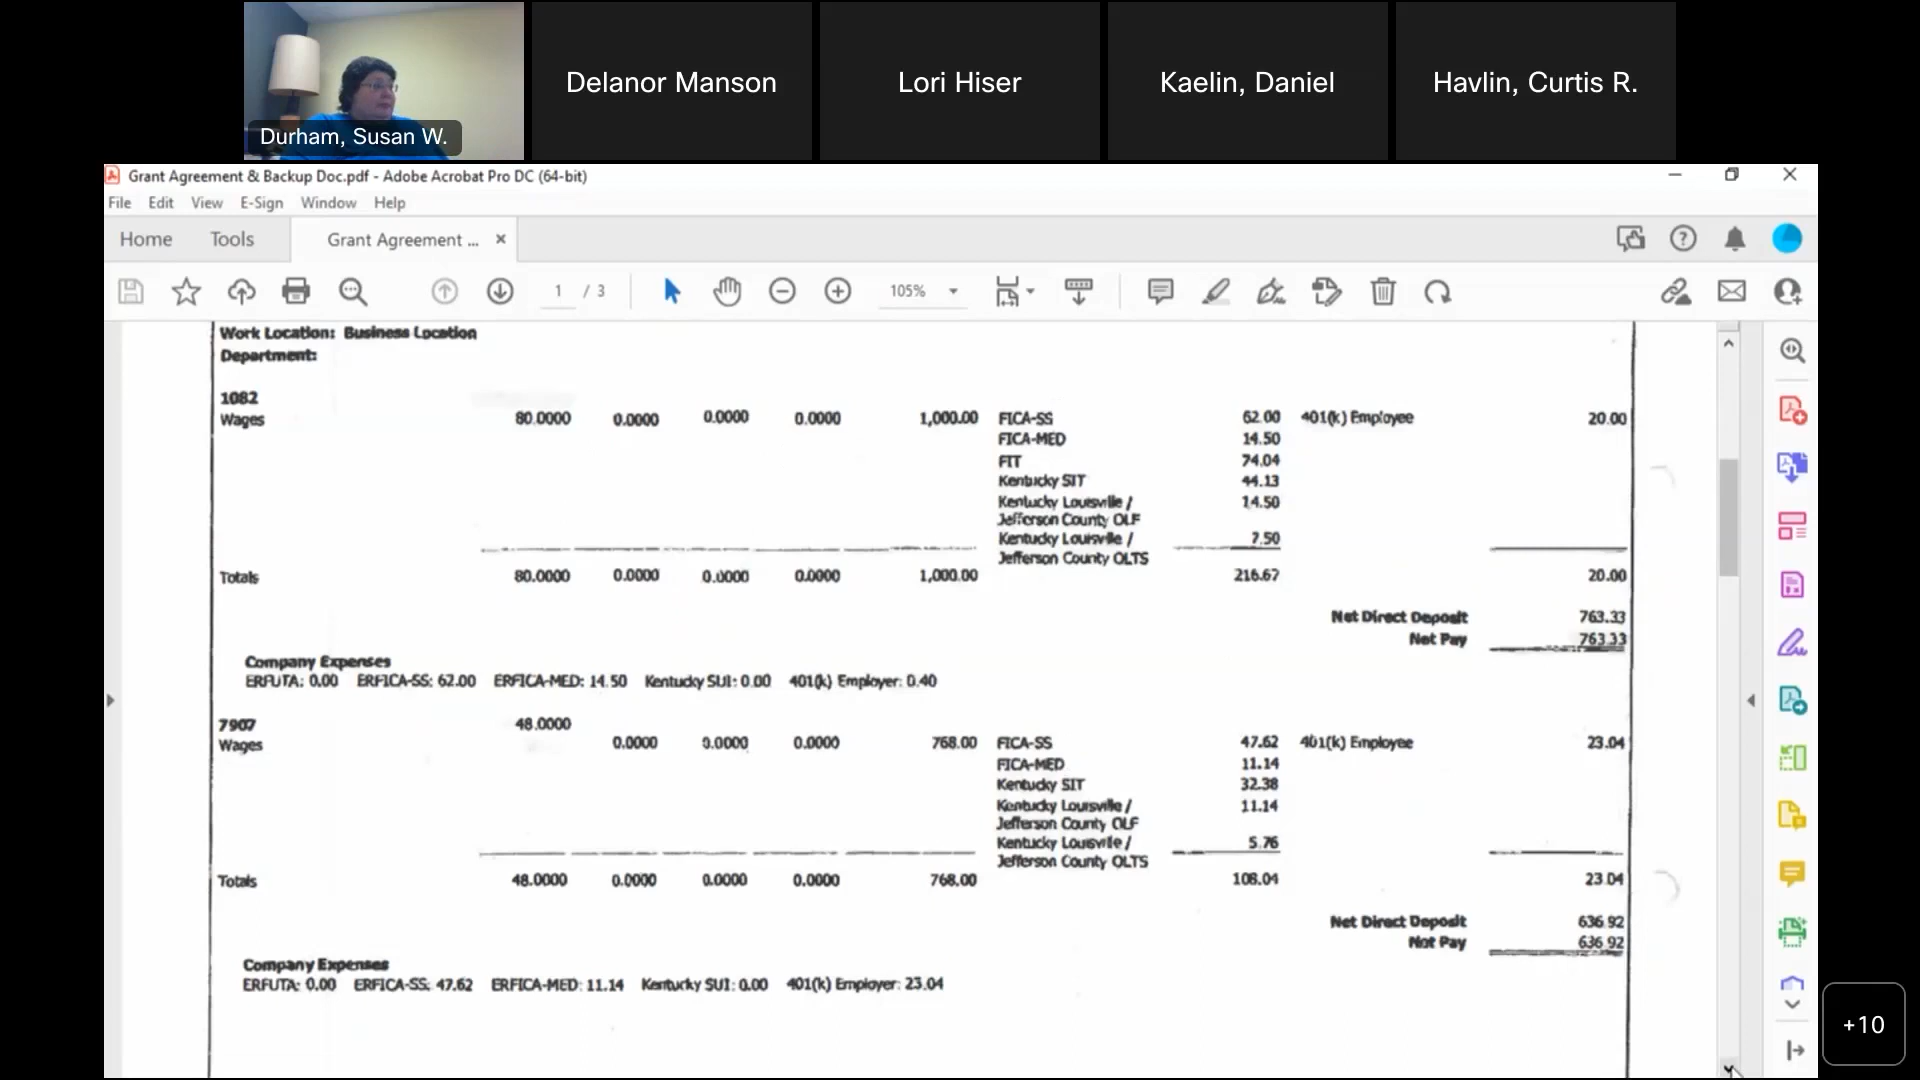 Durham, Susan W.
Delanor Manson
Lori Hiser
Kaelin, Daniel
Havlin, Curtis R.
Grant Agreement & Backup Doc.pdf - Adobe Acrobat Pro DC (64-bit)
File Edit View E-Sign Window Help
Home Tools Grant Agreement ... ×
1 / 3 105%
Work Location: Business Location
Department:
1082
Wages 80.0000 0.0000 0.0000 0.0000 1,000.00 FICA-SS 62.00 401(k) Employee 20.00
FICA-MED 14.50
FIT 74.04
Kentucky SIT 44.13
Kentucky Louisville / 14.50
Jefferson County OLF
Kentucky Louisville / 7.50
Jefferson County OLTS
Totals 80.0000 0.0000 0.0000 0.0000 1,000.00 216.67 20.00
Net Direct Deposit 763.33
Net Pay 763.33
Company Expenses
ERFUTA: 0.00 ERFICA-SS: 62.00 ERFICA-MED: 14.50 Kentucky SUI: 0.00 401(k) Employer: 0.40
7907 48.0000
Wages 0.0000 0.0000 0.0000 768.00 FICA-SS 47.62 401(k) Employee 23.04
FICA-MED 11.14
Kentucky SIT 32.38
Kentucky Louisville / 11.14
Jefferson County OLF
Kentucky Louisville / 5.76
Jefferson County OLTS
Totals 48.0000 0.0000 0.0000 0.0000 768.00 108.04 23.04
Net Direct Deposit 636.92
Net Pay 636.92
Company Expenses
ERFUTA: 0.00 ERFICA-SS: 47.62 ERFICA-MED: 11.14 Kentucky SUI: 0.00 401(k) Employer: 23.04
+10